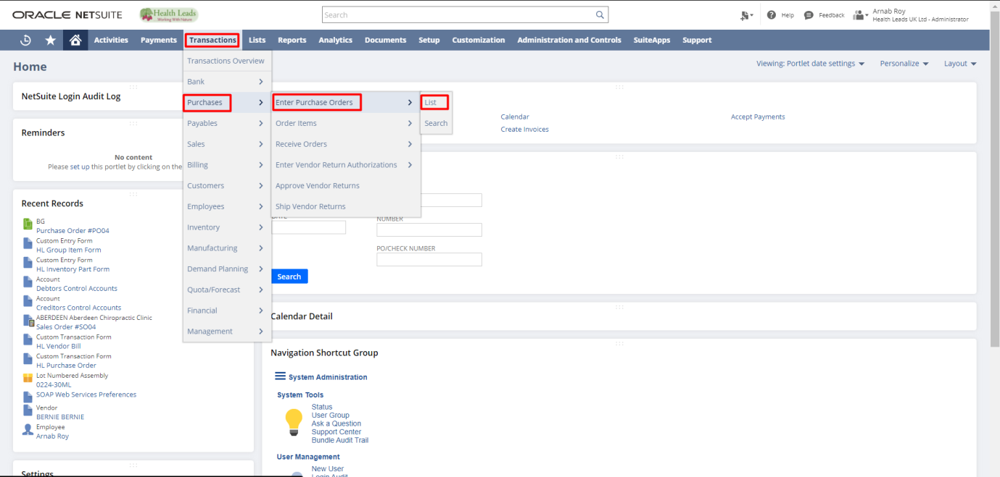 ORACLE NETSUITE
Health Leads
Working With Nature
Search
Help
Feedback
Arnab Roy
Health Leads UK Ltd - Administrator
Activities
Payments
Transactions
Lists
Reports
Analytics
Documents
Setup
Customization
Administration and Controls
SuiteApps
Support
Home
Viewing: Portlet date settings
Personalize
Layout
NetSuite Login Audit Log
Reminders
No content
Please set up this portlet by clicking on the
Recent Records
BG
Purchase Order #PO04
Custom Entry Form
HL Group Item Form
Custom Entry Form
HL Inventory Part Form
Account
Debtors Control Accounts
Account
Creditors Control Accounts
ABERDEEN Aberdeen Chiropractic Clinic
Sales Order #SO04
Custom Transaction Form
HL Vendor Bill
Custom Transaction Form
HL Purchase Order
Lot Numbered Assembly
0224-30ML
SOAP Web Services Preferences
Vendor
BERNIE BERNIE
Employee
Arnab Roy
Settings
Transactions Overview
Bank
Purchases
Payables
Sales
Billing
Customers
Employees
Inventory
Manufacturing
Demand Planning
Quota/Forecast
Financial
Management
Enter Purchase Orders
Order Items
Receive Orders
Enter Vendor Return Authorizations
Approve Vendor Returns
Ship Vendor Returns
List
Search
Calendar
Create Invoices
Accept Payments
DATE
NUMBER
PO/CHECK NUMBER
Search
Calendar Detail
Navigation Shortcut Group
System Administration
System Tools
Status
User Group
Ask a Question
Support Center
Bundle Audit Trail
User Management
New User
Login Audit